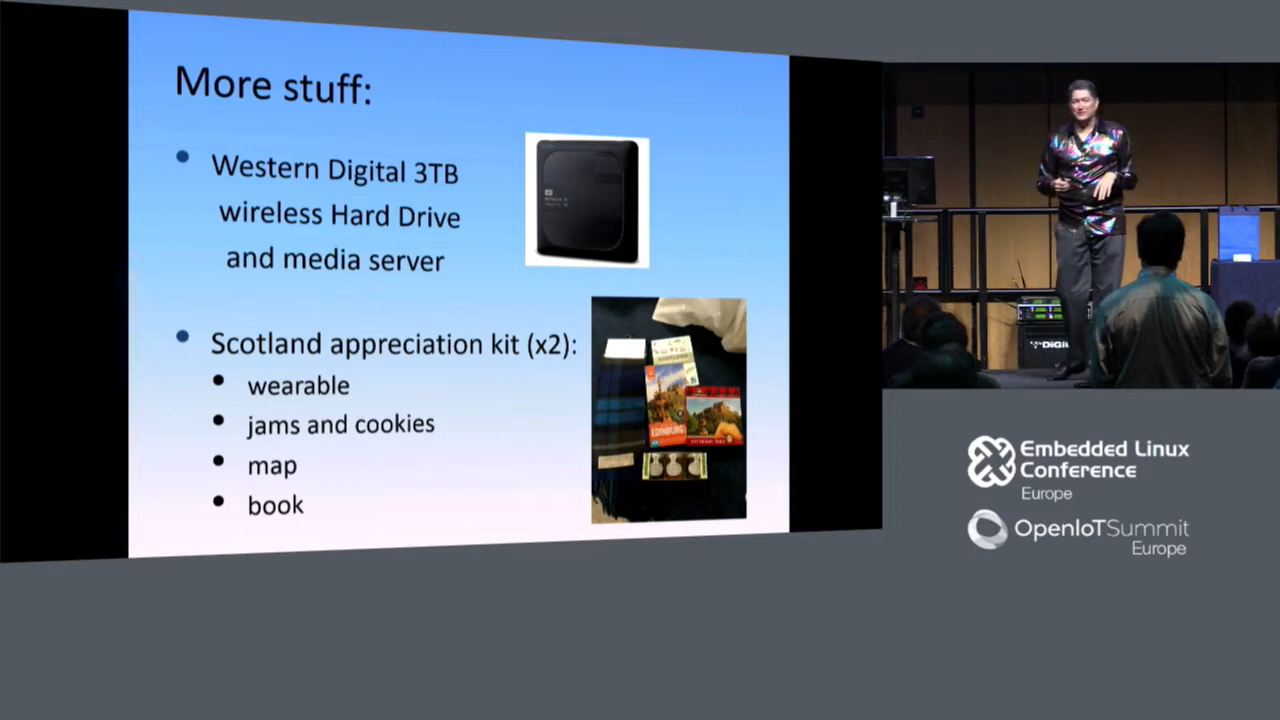 More stuff:
Western Digital 3TB
wireless Hard Drive
and media server
Scotland appreciation kit (x2):
wearable
jams and cookies
map
book
EDINBURGH
DiGiC
Embedded Linux
Conference
Europe
OpenIoTSummit
Europe